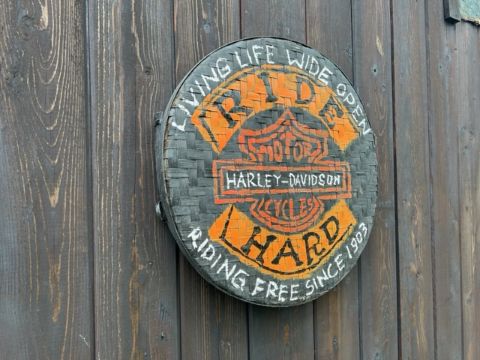 LIVING LIFE WIDE OPEN
RIDE
MOTOR
HARLEY-DAVIDSON
CYCLES
HARD
RIDING FREE SINCE 1903